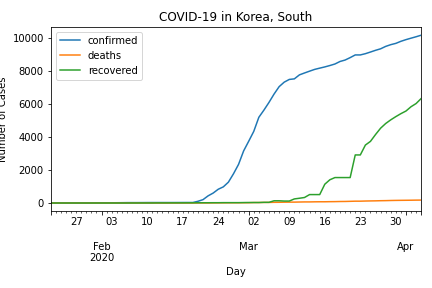 COVID-19 in Korea, South
confirmed
deaths
recovered
10000
8000
6000
4000
2000
0
Number of Cases
27 03 10 17 24 02 09 16 23 30
Feb Mar Apr
2020
Day